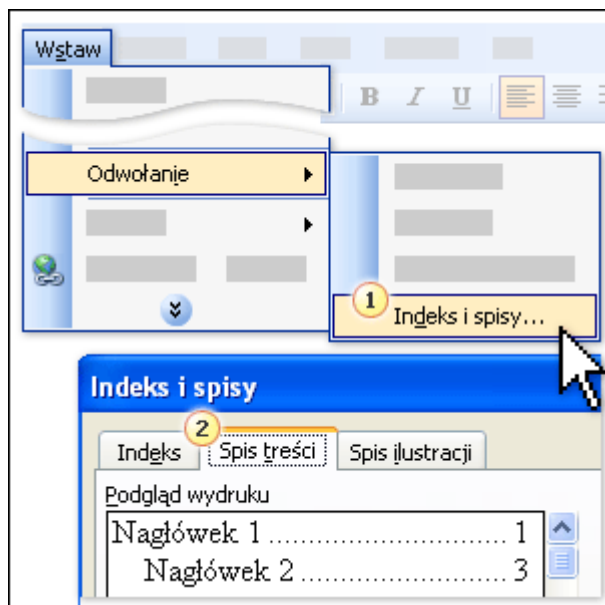 Wstaw
B I U
Odwołanie
1
Indeks i spisy...
Indeks i spisy
2
Indeks Spis treści Spis ilustracji
Podgląd wydruku
Nagłówek 1 .................................. 1
Nagłówek 2 ............................. 3